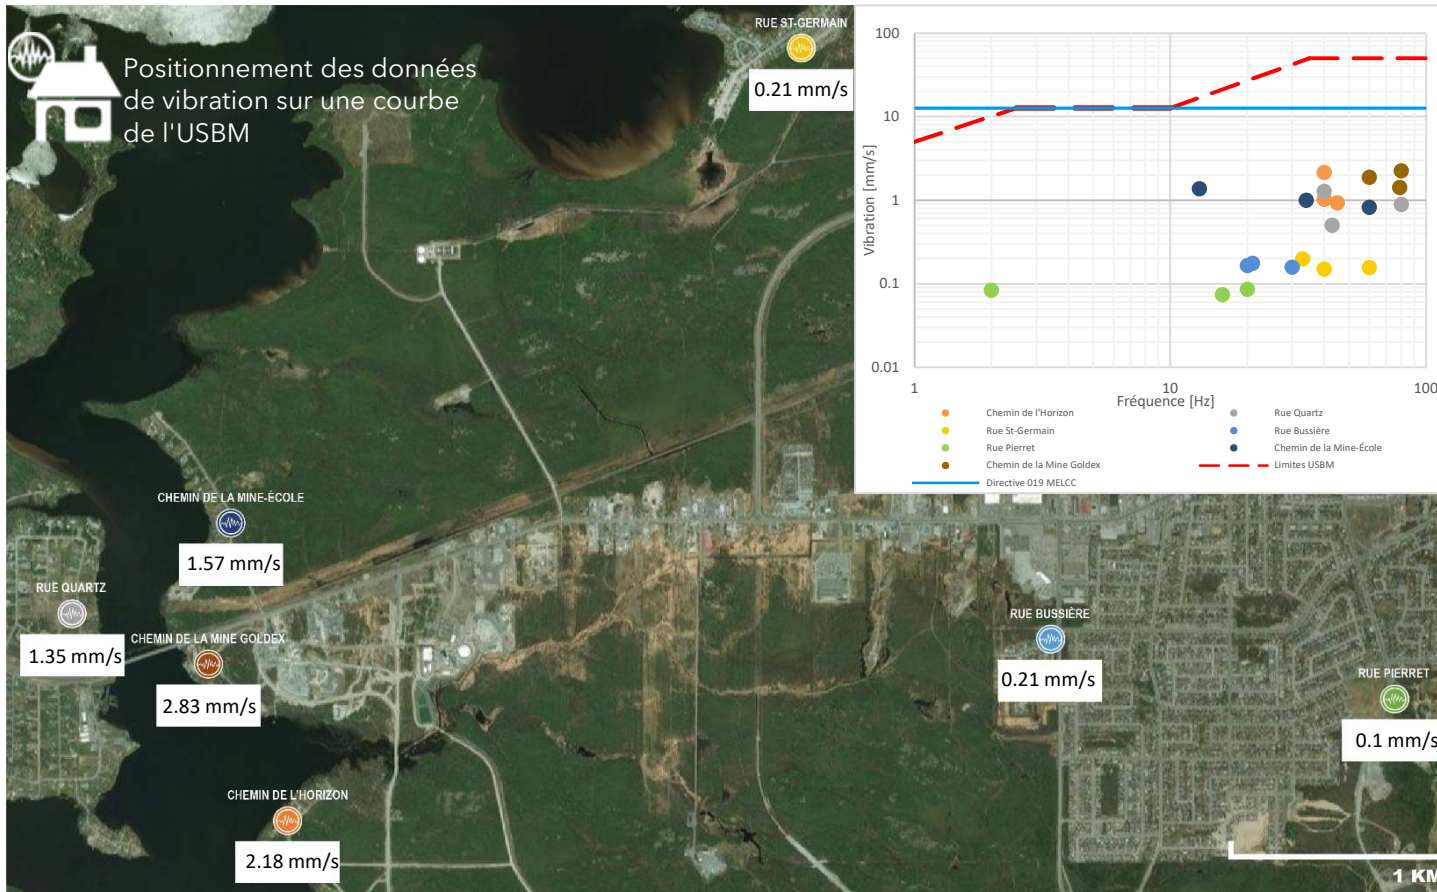 Positionnement des données
de vibration sur une courbe
de l'USBM
RUE ST-GERMAIN
0.21 mm/s
CHEMIN DE LA MINE-ÉCOLE
1.57 mm/s
RUE QUARTZ
1.35 mm/s
CHEMIN DE LA MINE GOLDEX
2.83 mm/s
CHEMIN DE L'HORIZON
2.18 mm/s
RUE BUSSIÈRE
0.21 mm/s
RUE PIERRET
0.1 mm/s
1 KM
Vibration [mm/s]
100
10
1
0.1
0.01
1
10
100
Fréquence [Hz]
Chemin de l'Horizon
Rue Quartz
Rue St-Germain
Rue Bussière
Rue Pierret
Chemin de la Mine-École
Chemin de la Mine Goldex
Limites USBM
Directive 019 MELCC